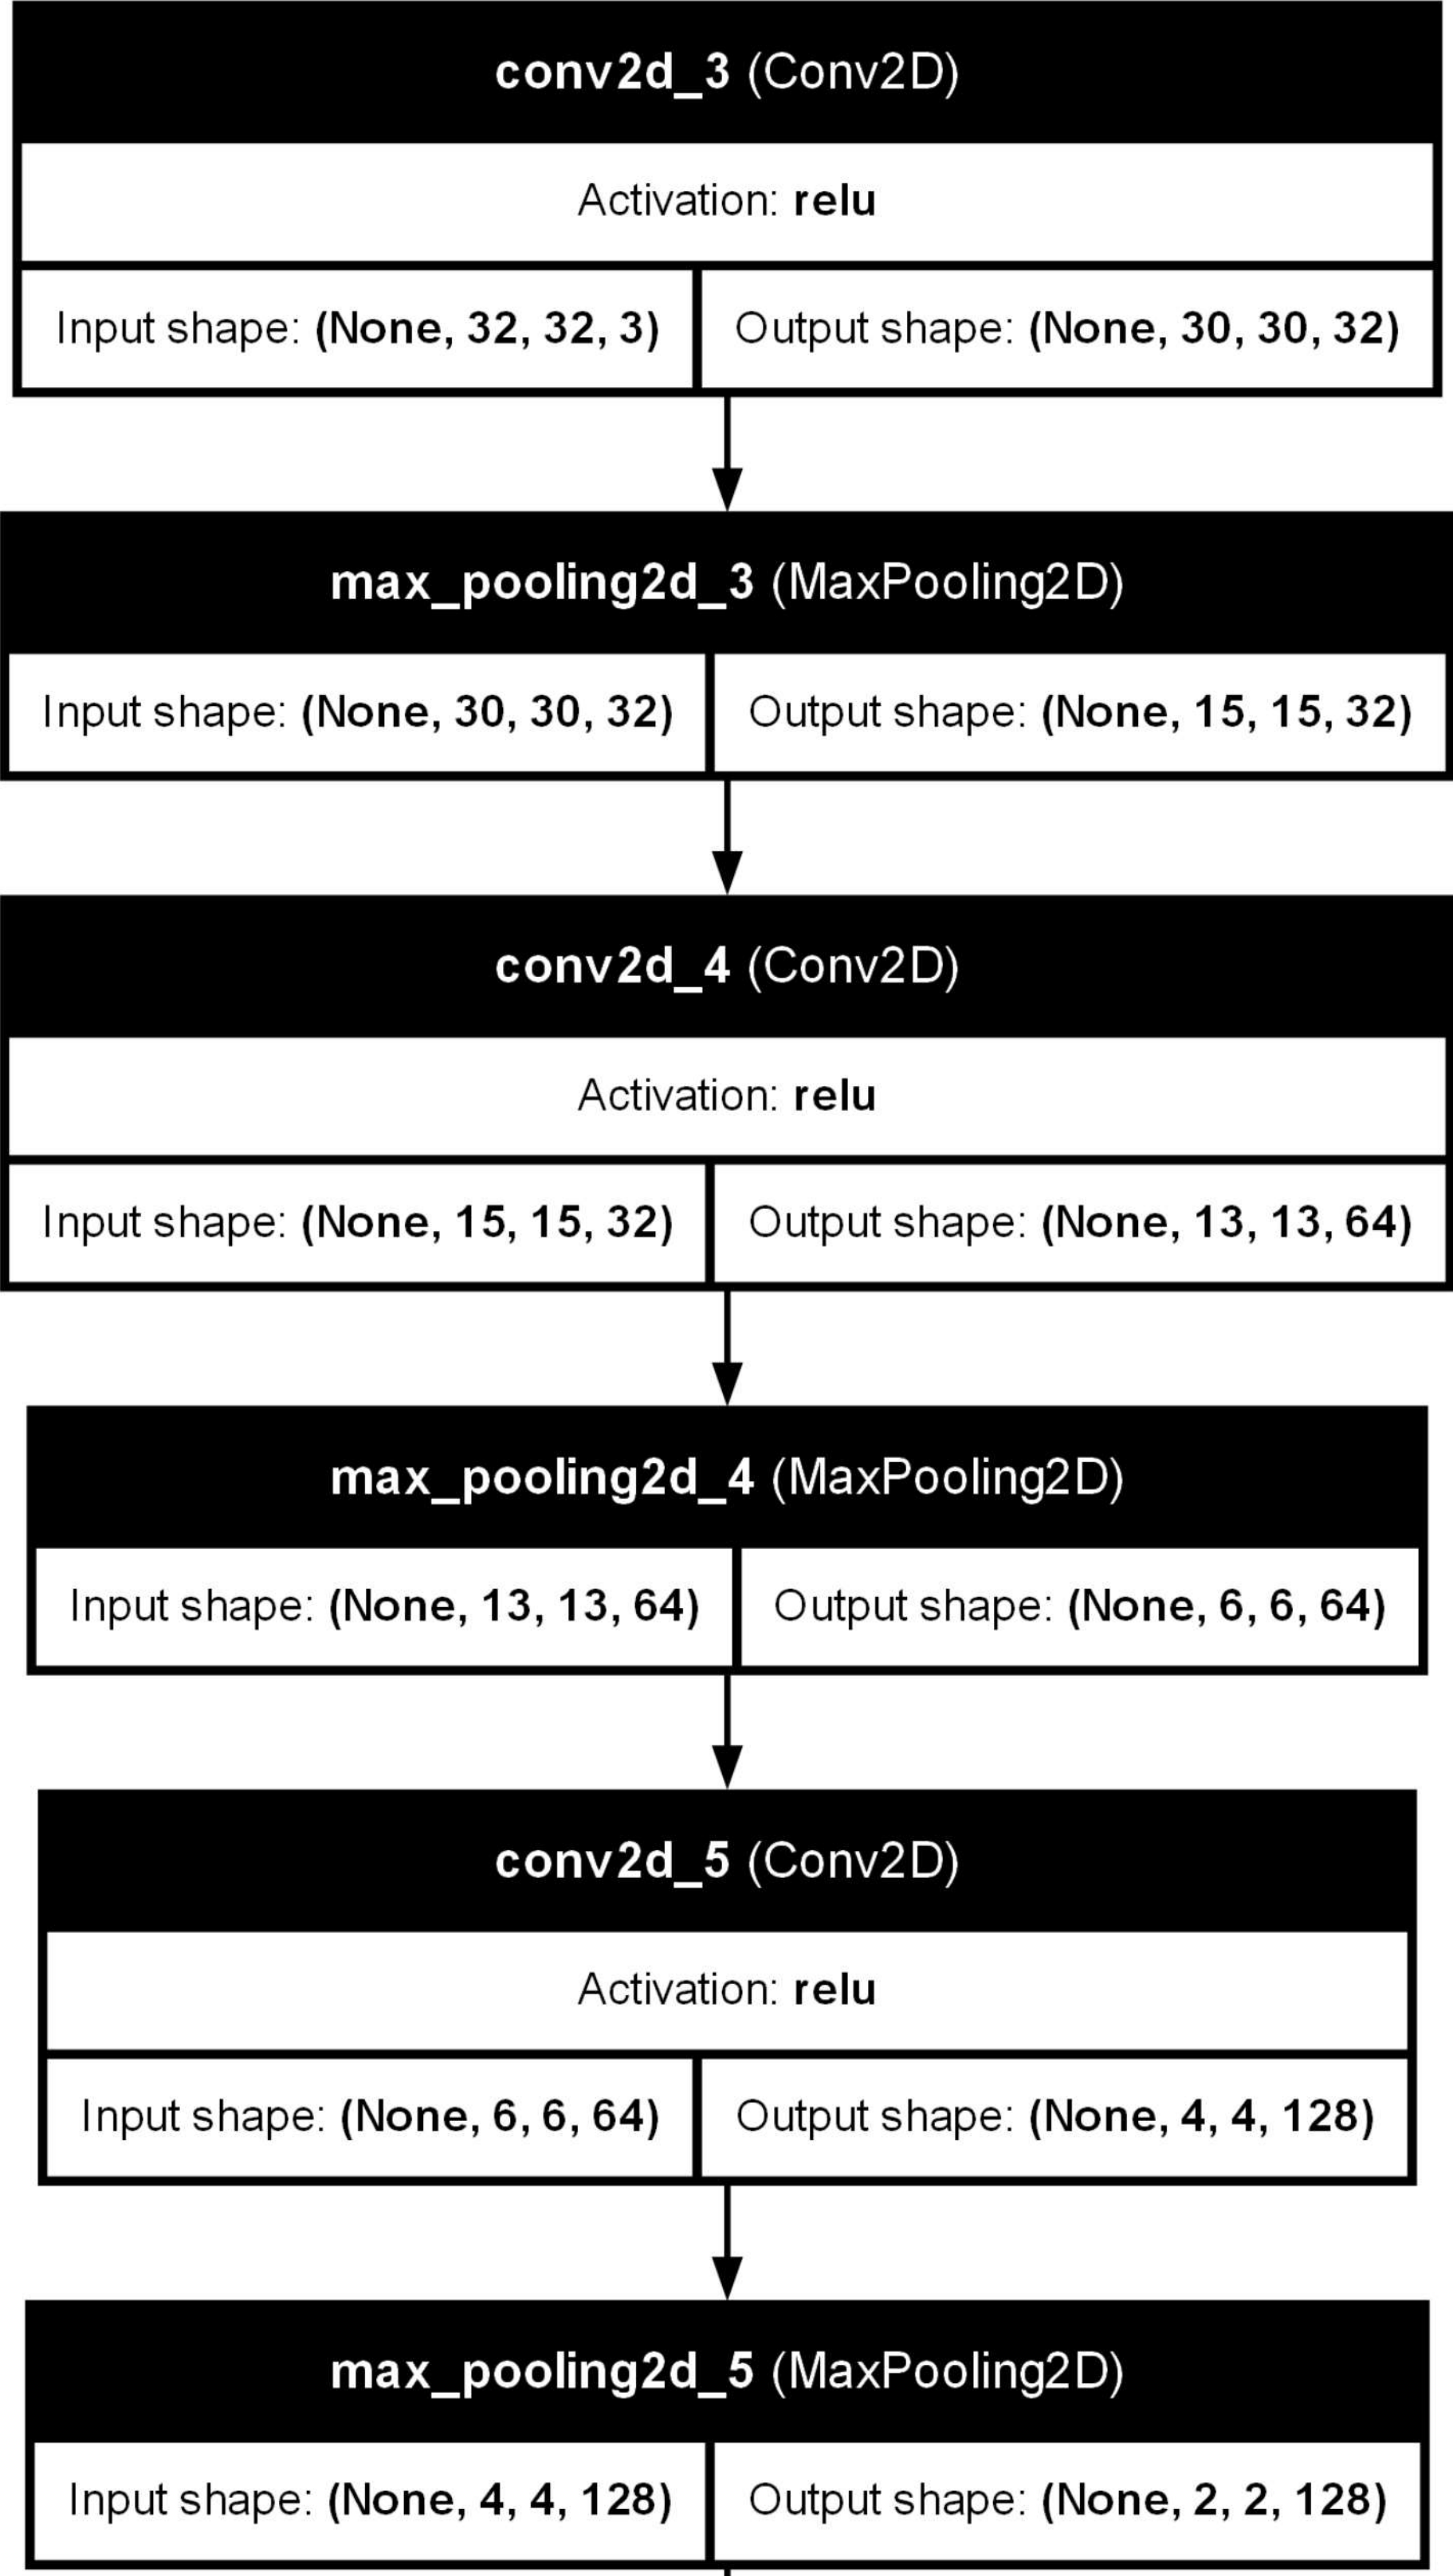 conv2d_3 (Conv2D)
Activation: relu
Input shape: (None, 32, 32, 3) Output shape: (None, 30, 30, 32)
max_pooling2d_3 (MaxPooling2D)
Input shape: (None, 30, 30, 32) Output shape: (None, 15, 15, 32)
conv2d_4 (Conv2D)
Activation: relu
Input shape: (None, 15, 15, 32) Output shape: (None, 13, 13, 64)
max_pooling2d_4 (MaxPooling2D)
Input shape: (None, 13, 13, 64) Output shape: (None, 6, 6, 64)
conv2d_5 (Conv2D)
Activation: relu
Input shape: (None, 6, 6, 64) Output shape: (None, 4, 4, 128)
max_pooling2d_5 (MaxPooling2D)
Input shape: (None, 4, 4, 128) Output shape: (None, 2, 2, 128)